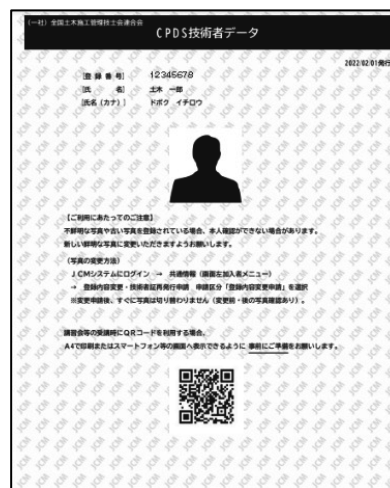 (一社) 全国土木施工管理技士会連合会
CPDS技術者データ
2022/02/01発行
[登録番号] 12345678
[氏 名] 土木 一郎
[氏名(カナ)] ドボク イチロウ
【ご利用にあたってのご注意】
不鮮明な写真や古い写真を登録されている場合、本人確認ができない場合があります。
新しい鮮明な写真に変更いただきますようお願いします。
(写真の変更方法)
JCMシステムにログイン → 共通情報(画面左加入者メニュー)
→ 登録内容変更・技術者証再発行申請 申請区分「登録内容変更申請」を選択
※変更申請後、すぐに写真は切り替わりません(変更前・後の写真確認あり)。
講習会等の受講時にQRコードを利用する場合、
A4で印刷またはスマートフォン等の画面へ表示できるように 事前にご準備をお願いします。
JCM